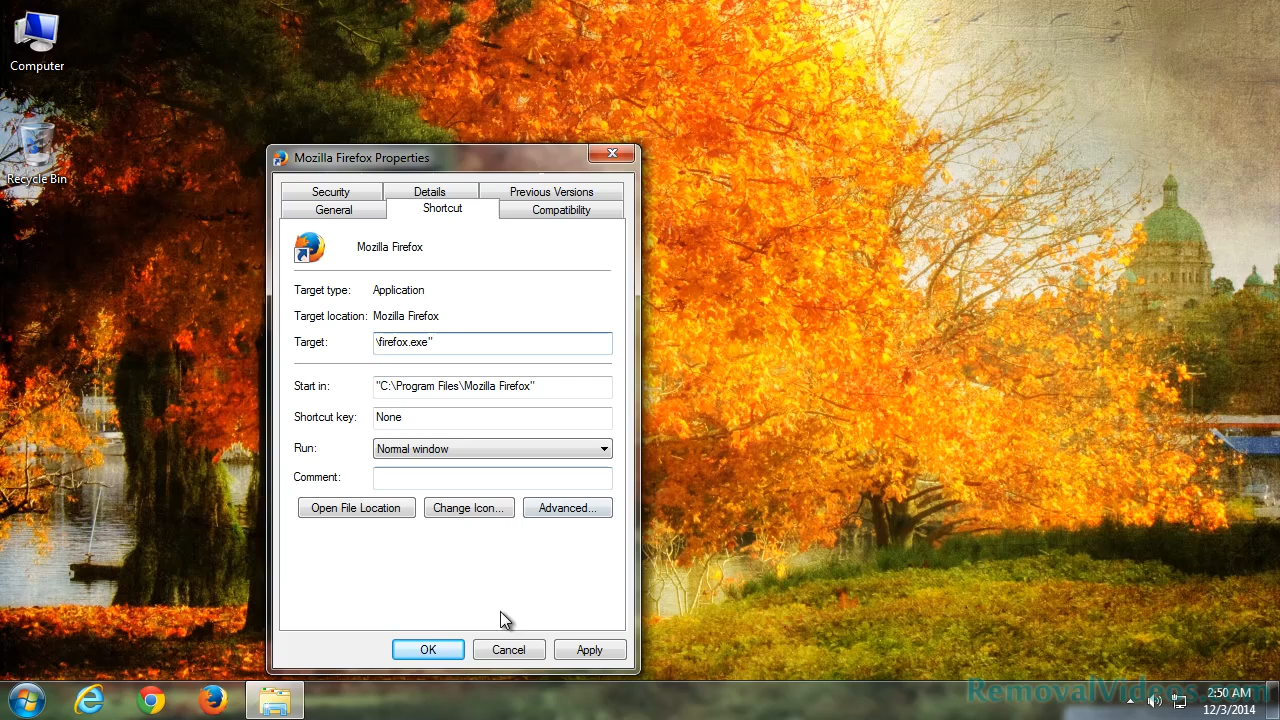 Computer
Recycle Bin
Mozilla Firefox Properties
Security Details Previous Versions
General Shortcut Compatibility
Mozilla Firefox
Target type: Application
Target location: Mozilla Firefox
Target: \firefox.exe"
Start in: "C:\Program Files\Mozilla Firefox"
Shortcut key: None
Run: Normal window
Comment:
Open File Location Change Icon... Advanced...
OK Cancel Apply
RemovalVideos.com
2:50 AM
12/3/2014